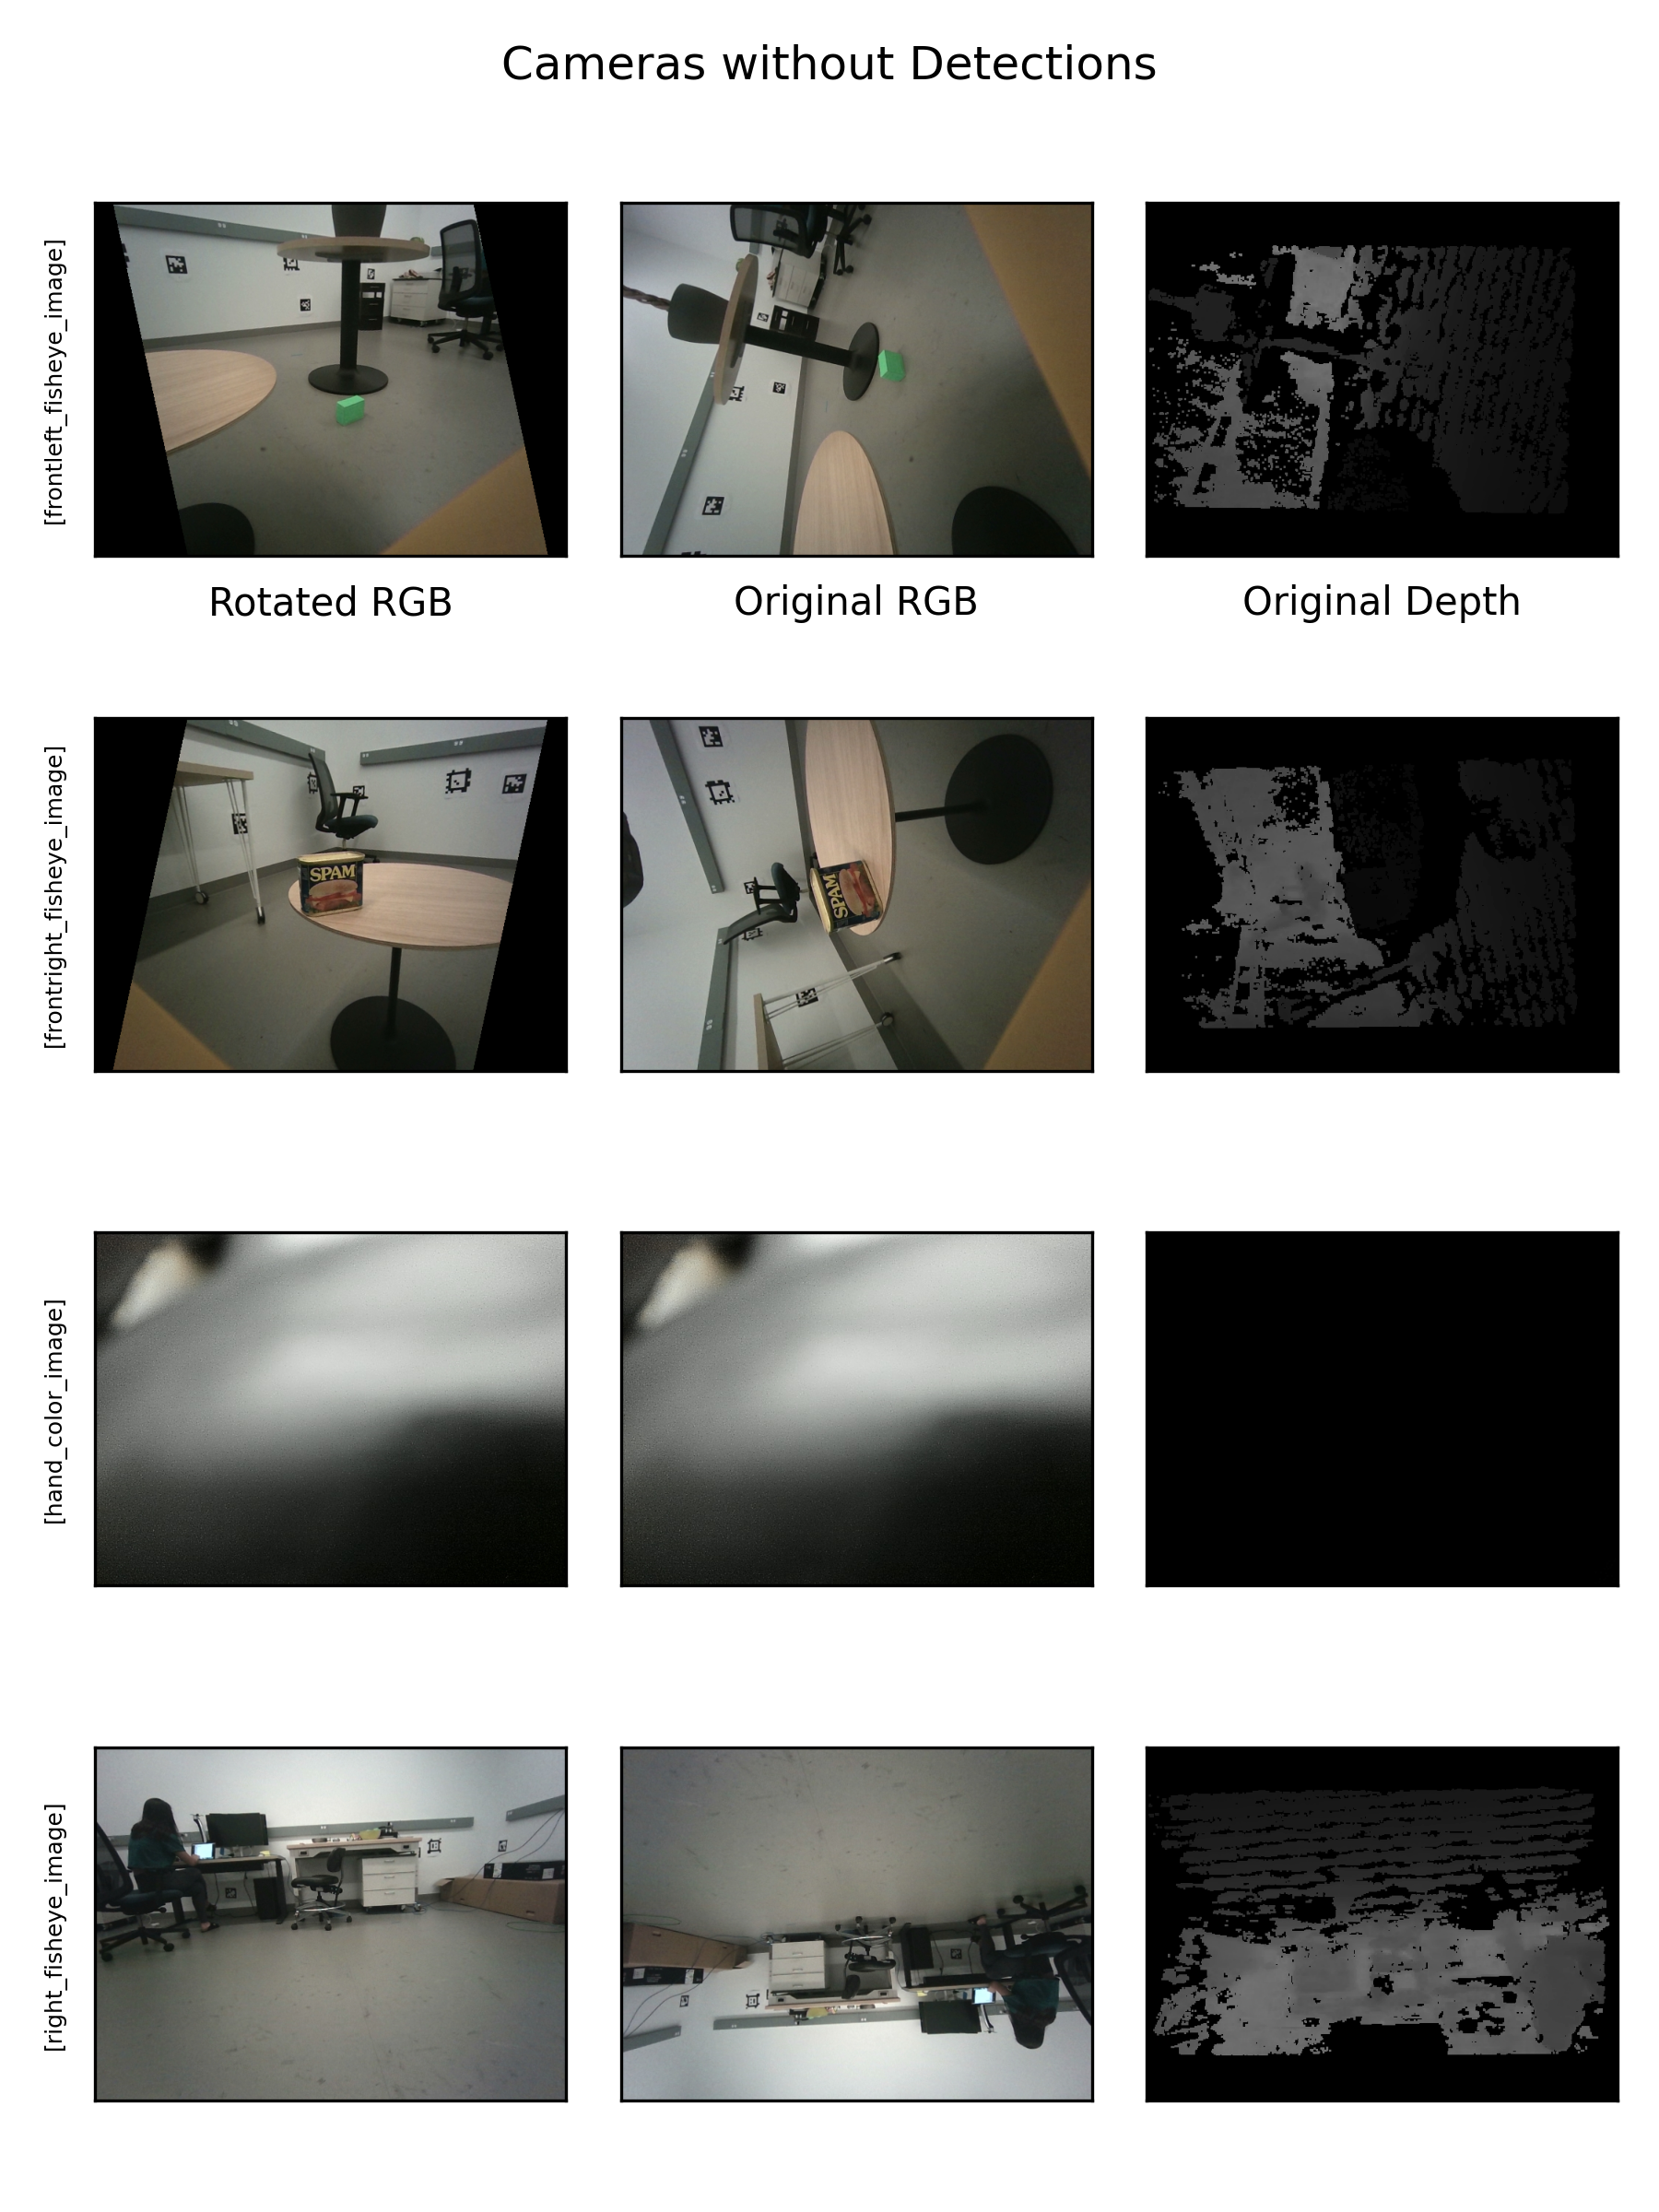 Cameras without Detections
[frontleft_fisheye_image]
Rotated RGB
Original RGB
Original Depth
[frontright_fisheye_image]
SPAM
SPAM
[hand_color_image]
[right_fisheye_image]